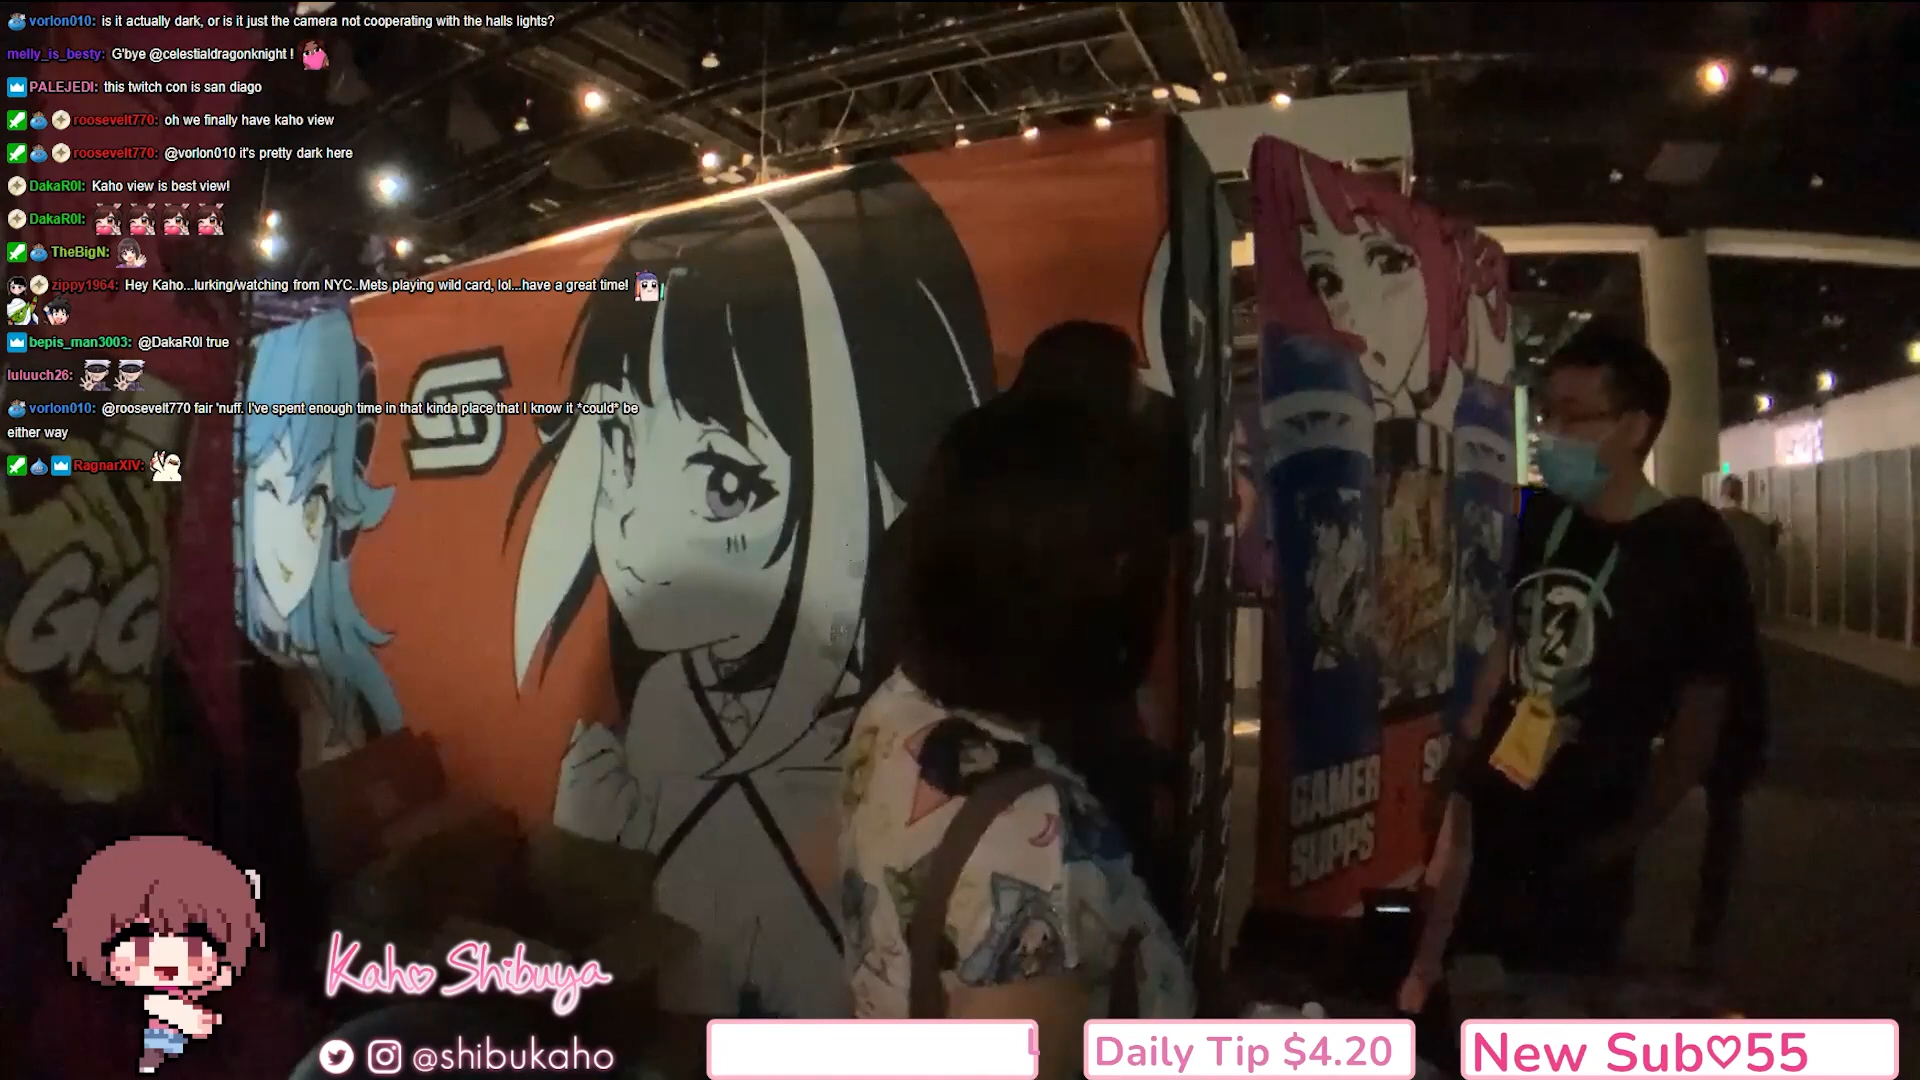 vorlon010: is it actually dark, or is it just the camera not cooperating with the halls lights?
melly_is_besty: G'bye @celestialdragonknight !
PALEJEDI: this twitch con is san diago
roosevelt770: oh we finally have kaho view
roosevelt770: @vorlon010 it's pretty dark here
DakaR0l: Kaho view is best view!
DakaR0l:
TheBigN:
zippy1964: Hey Kaho...lurking/watching from NYC..Mets playing wild card, lol...have a great time!
bepis_man3003: @DakaR0l true
luluuch26:
vorlon010: @roosevelt770 fair 'nuff. I've spent enough time in that kinda place that I know it *could* be
either way
RagnarXIV:
GG
GAMER
SUPPS
Kaho Shibuya
@shibukaho
Daily Tip $4.20
New Sub♡55